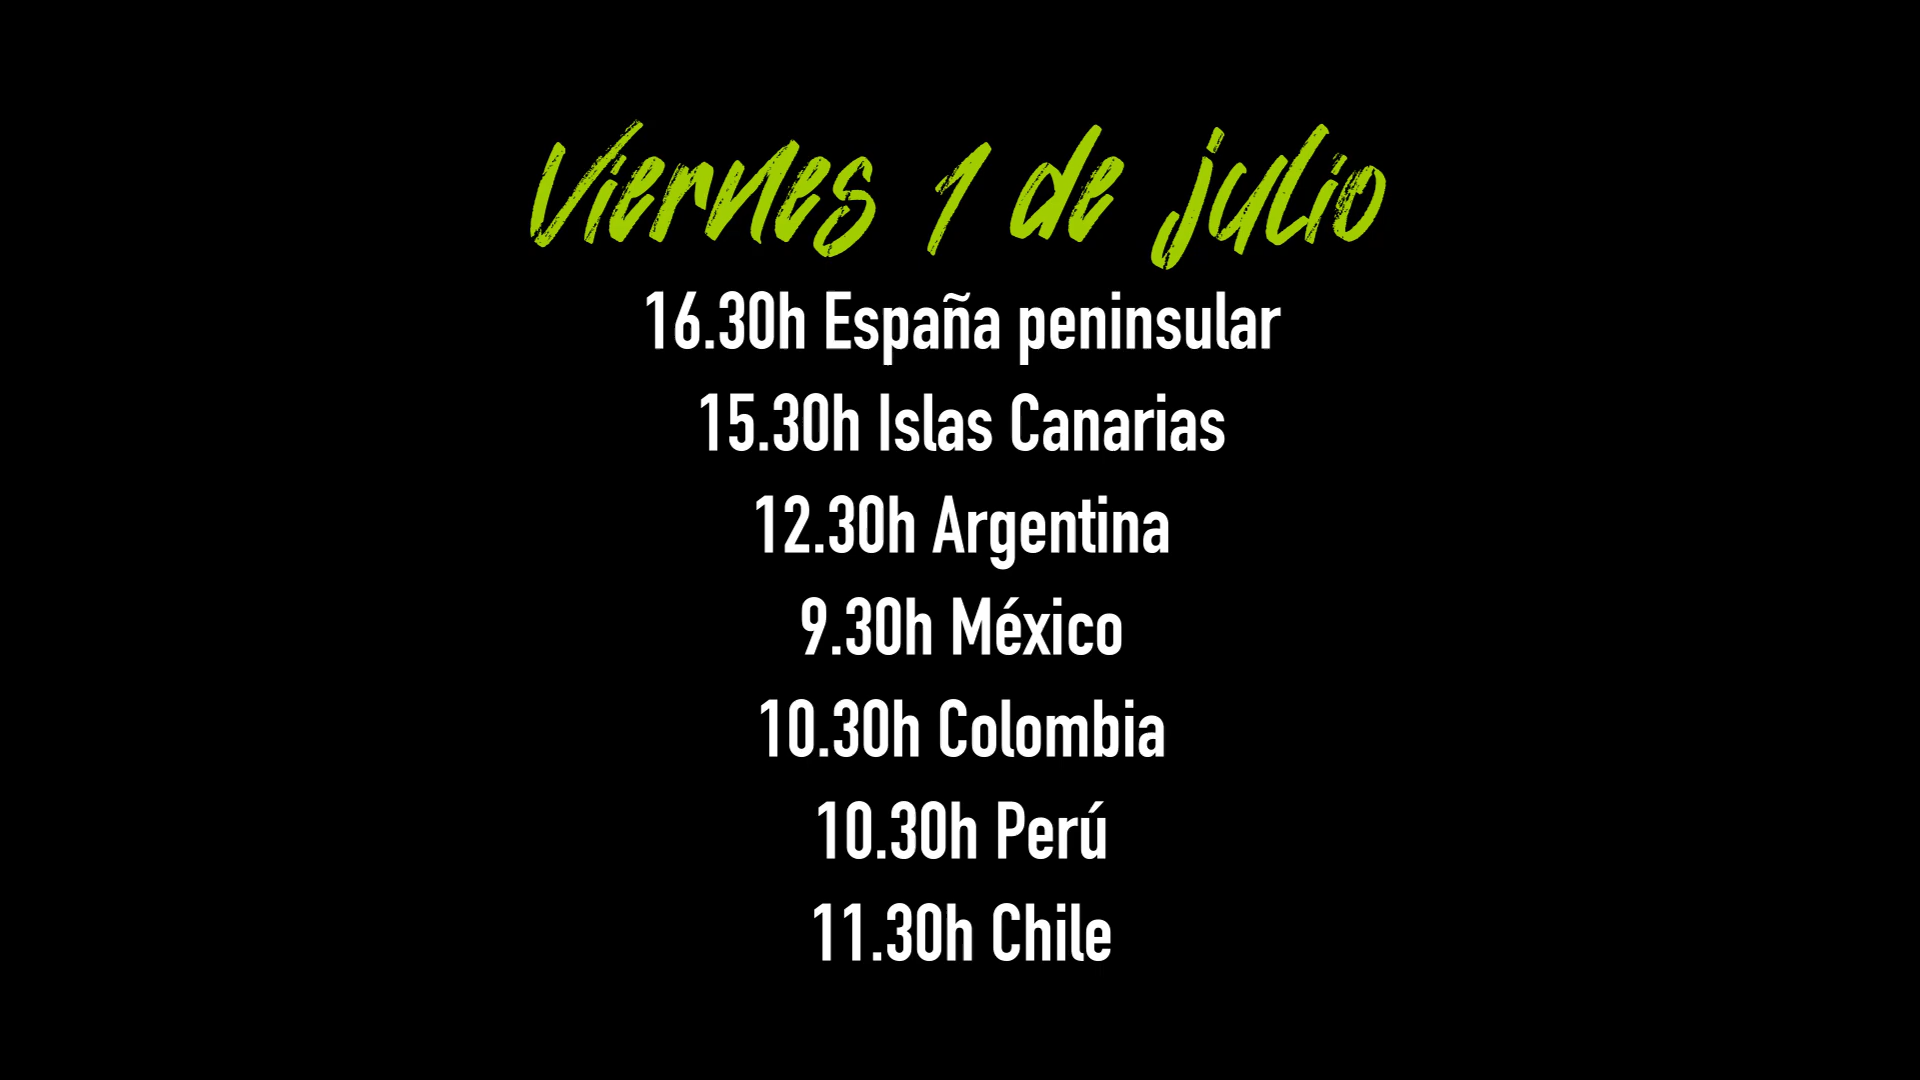 Viernes 1 de julio
16.30h España peninsular
15.30h Islas Canarias
12.30h Argentina
9.30h México
10.30h Colombia
10.30h Perú
11.30h Chile